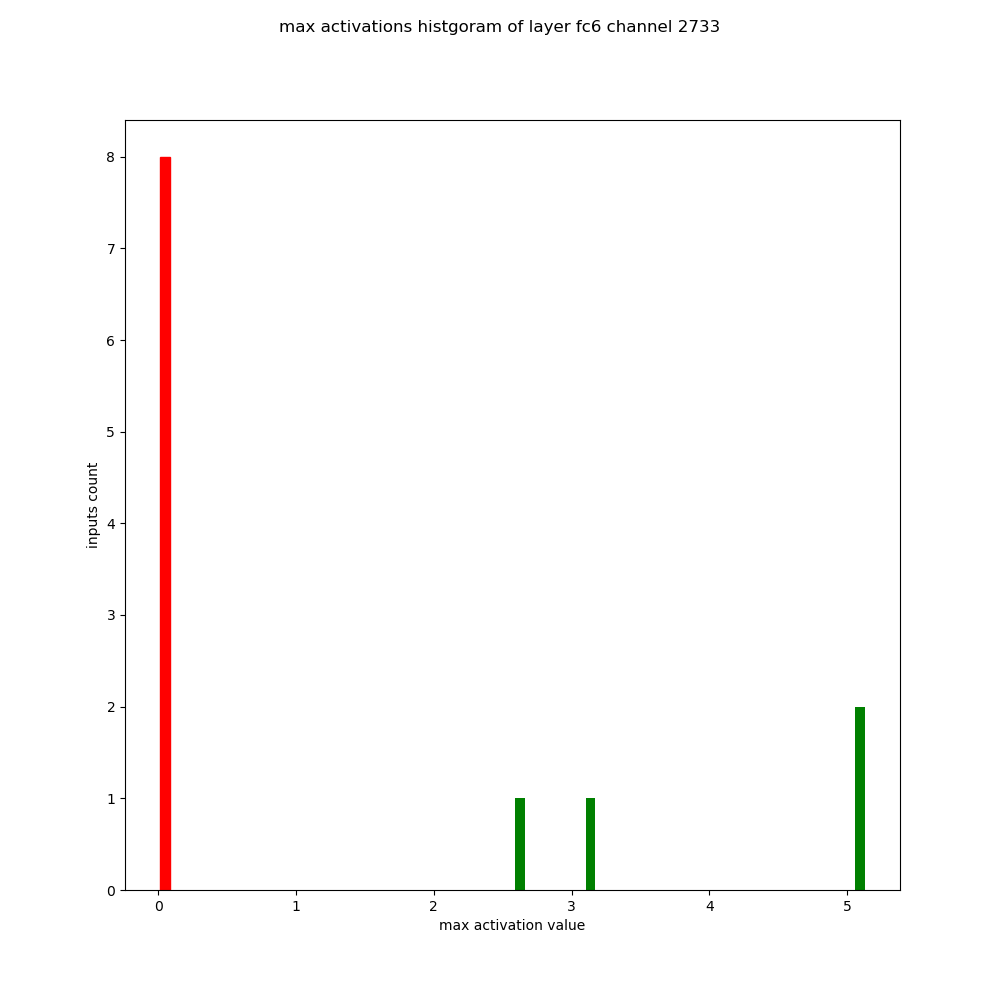 max activations histgoram of layer fc6 channel 2733
8
7
6
5
4
3
2
1
0
inputs count
0 1 2 3 4 5
max activation value